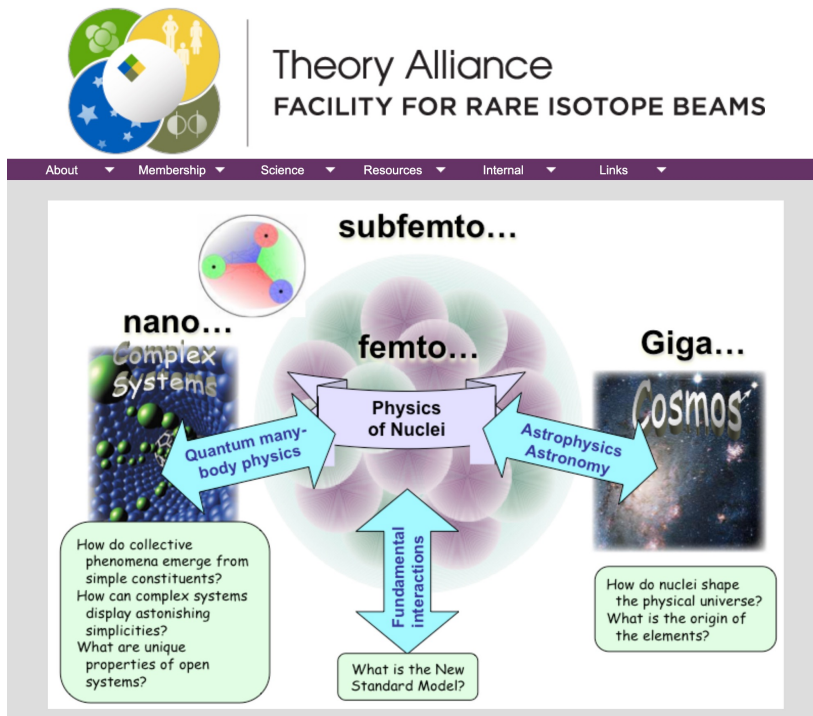 Theory Alliance
FACILITY FOR RARE ISOTOPE BEAMS
About Membership Science Resources Internal Links
subfemto...
nano...
femto...
Giga...
Complex
Systems
Cosmos
Physics
of Nuclei
Quantum many-
body physics
Astrophysics
Astronomy
Fundamental
interactions
How do collective
phenomena emerge from
simple constituents?
How can complex systems
display astonishing
simplicities?
What are unique
properties of open
systems?
What is the New
Standard Model?
How do nuclei shape
the physical universe?
What is the origin of
the elements?